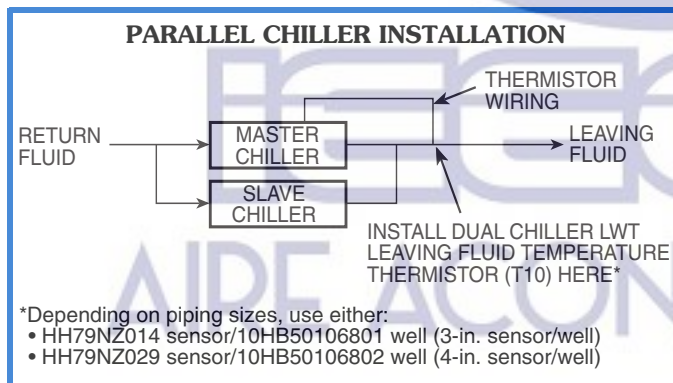 PARALLEL CHILLER INSTALLATION
THERMISTOR
WIRING
RETURN
FLUID
MASTER
CHILLER
LEAVING
FLUID
SLAVE
CHILLER
INSTALL DUAL CHILLER LWT
LEAVING FLUID TEMPERATURE
THERMISTOR (T10) HERE*
AIRE ACON
*Depending on piping sizes, use either:
• HH79NZ014 sensor/10HB50106801 well (3-in. sensor/well)
• HH79NZ029 sensor/10HB50106802 well (4-in. sensor/well)